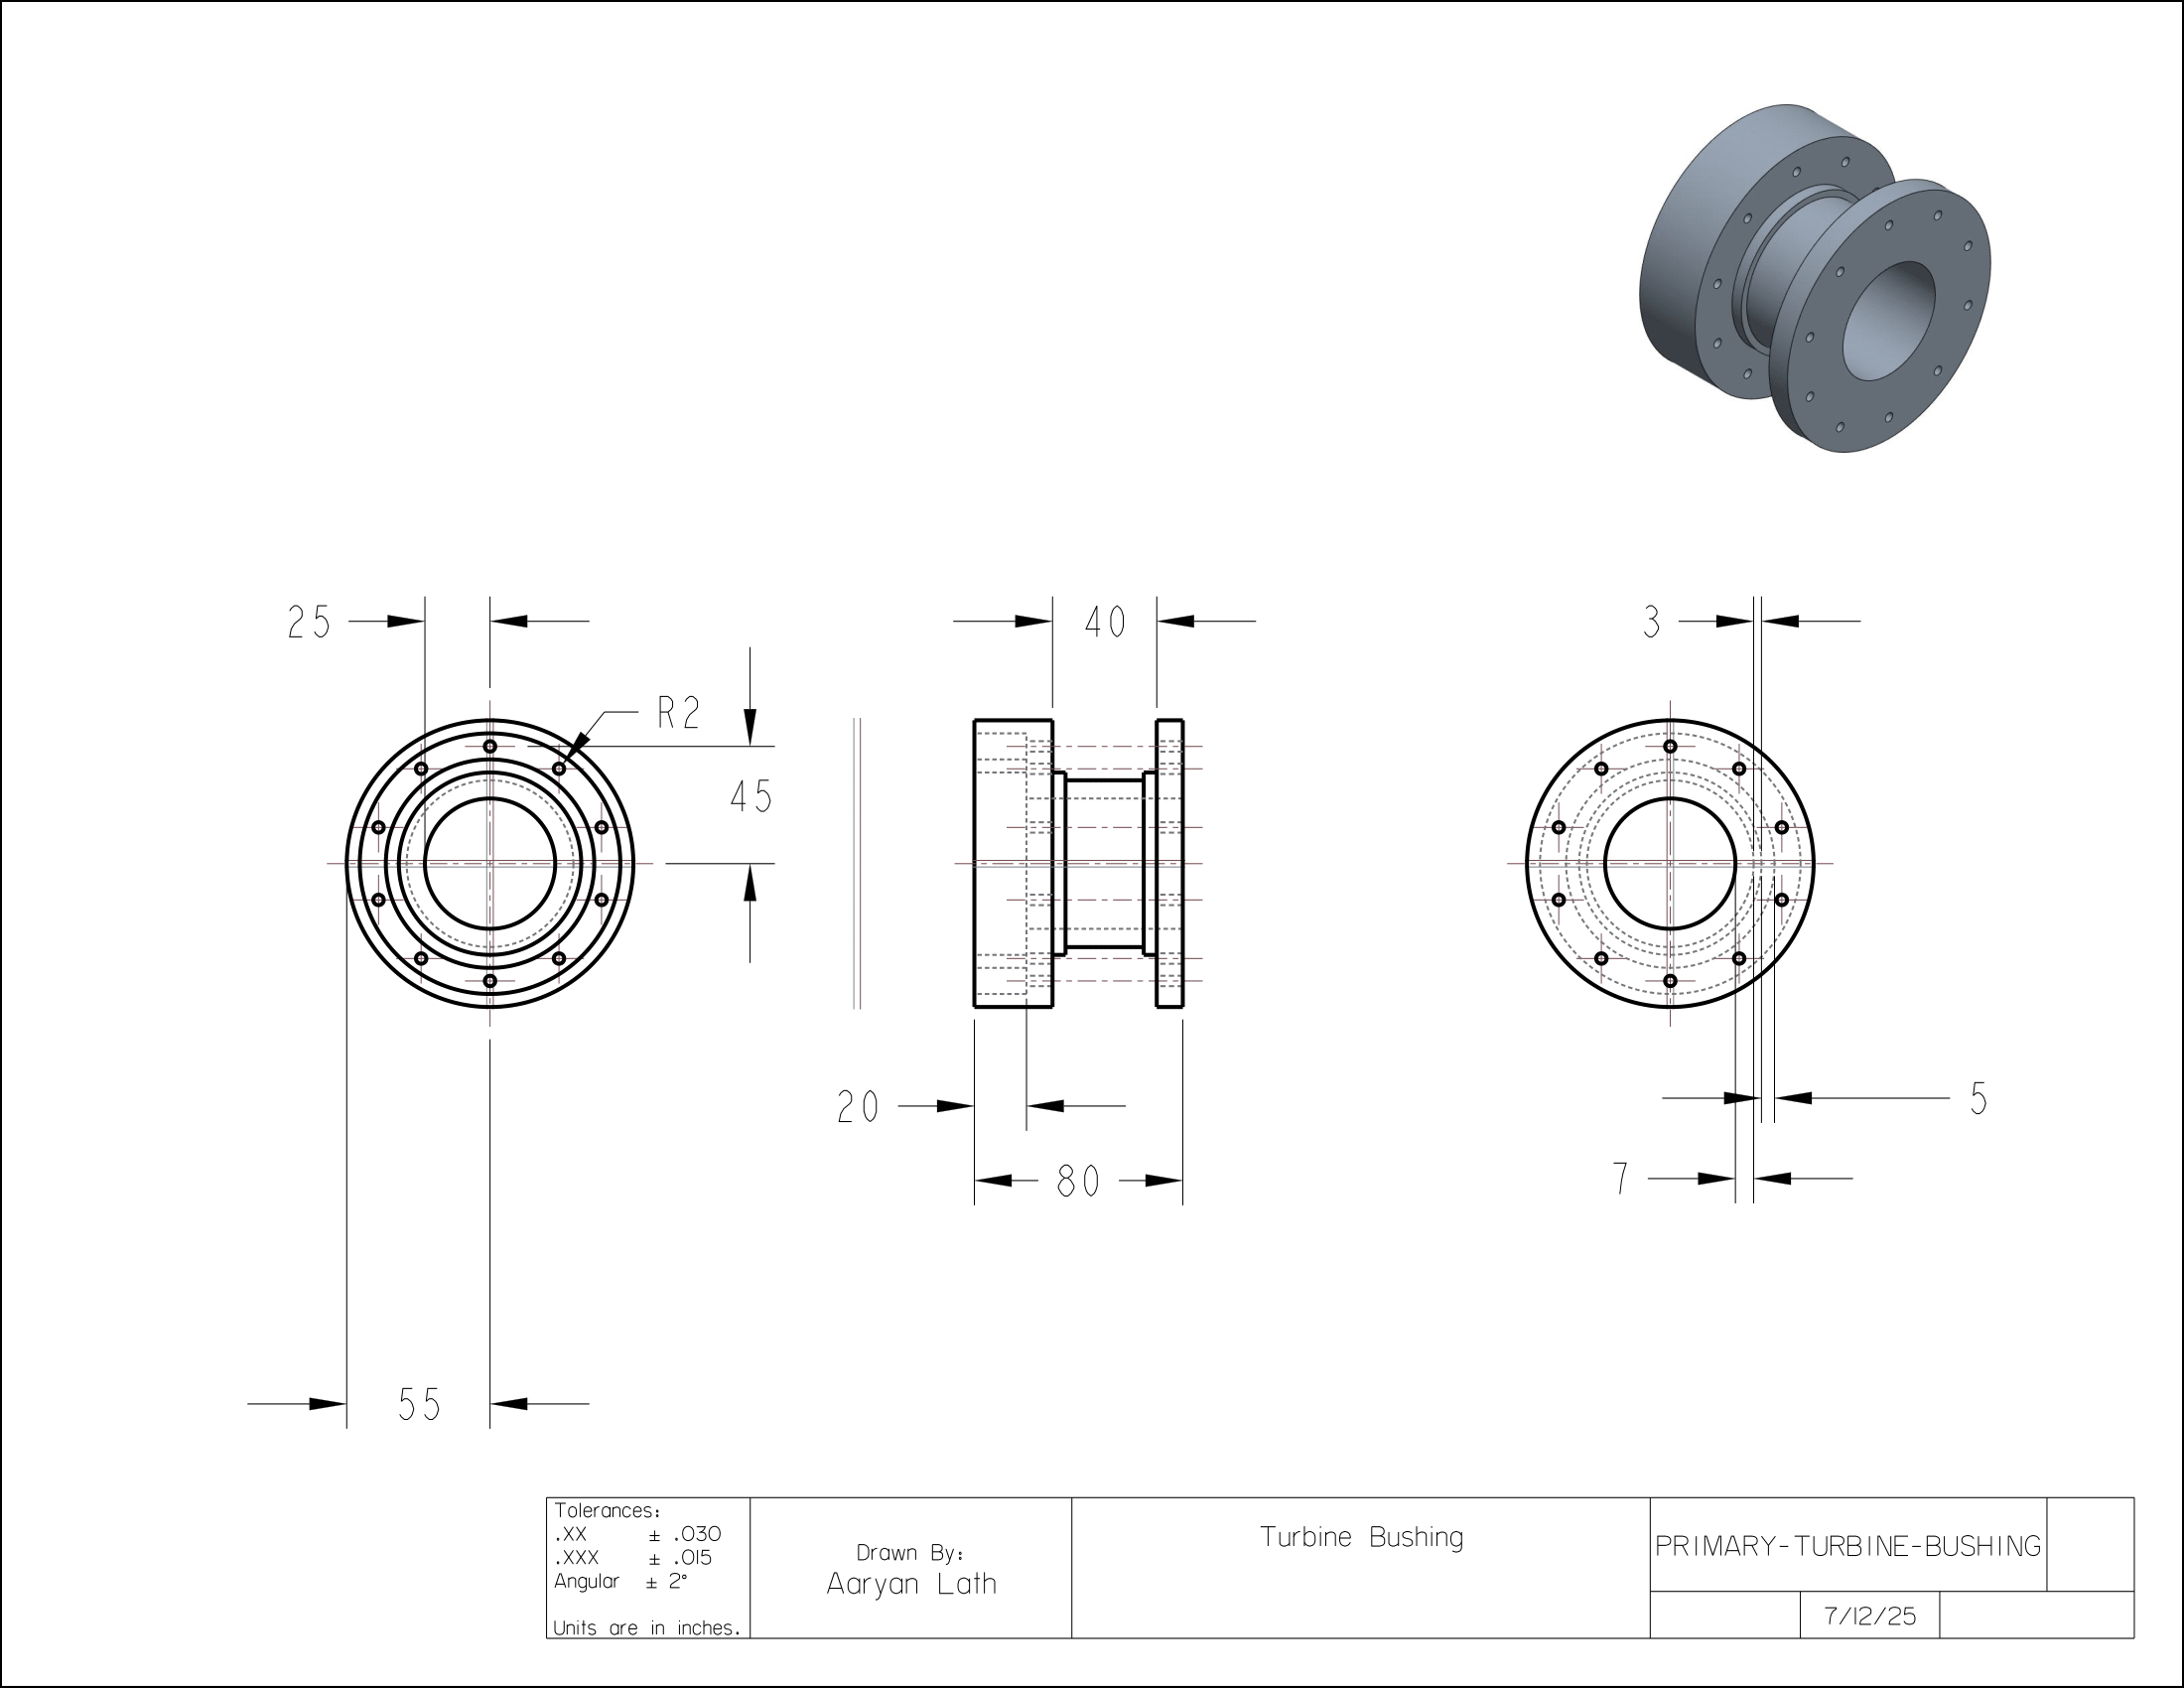 25
40
3
R2
45
20
5
80
7
55
Tolerances:
.XX ± .030
.XXX ± .015
Angular ± 2°
Units are in inches.
Drawn By:
Aaryan Lath
Turbine Bushing
PRIMARY-TURBINE-BUSHING
7/12/25